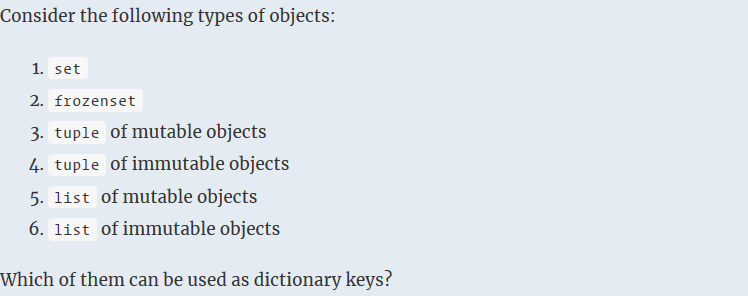 Consider the following types of objects:
1. set
2. frozenset
3. tuple of mutable objects
4. tuple of immutable objects
5. list of mutable objects
6. list of immutable objects
Which of them can be used as dictionary keys?